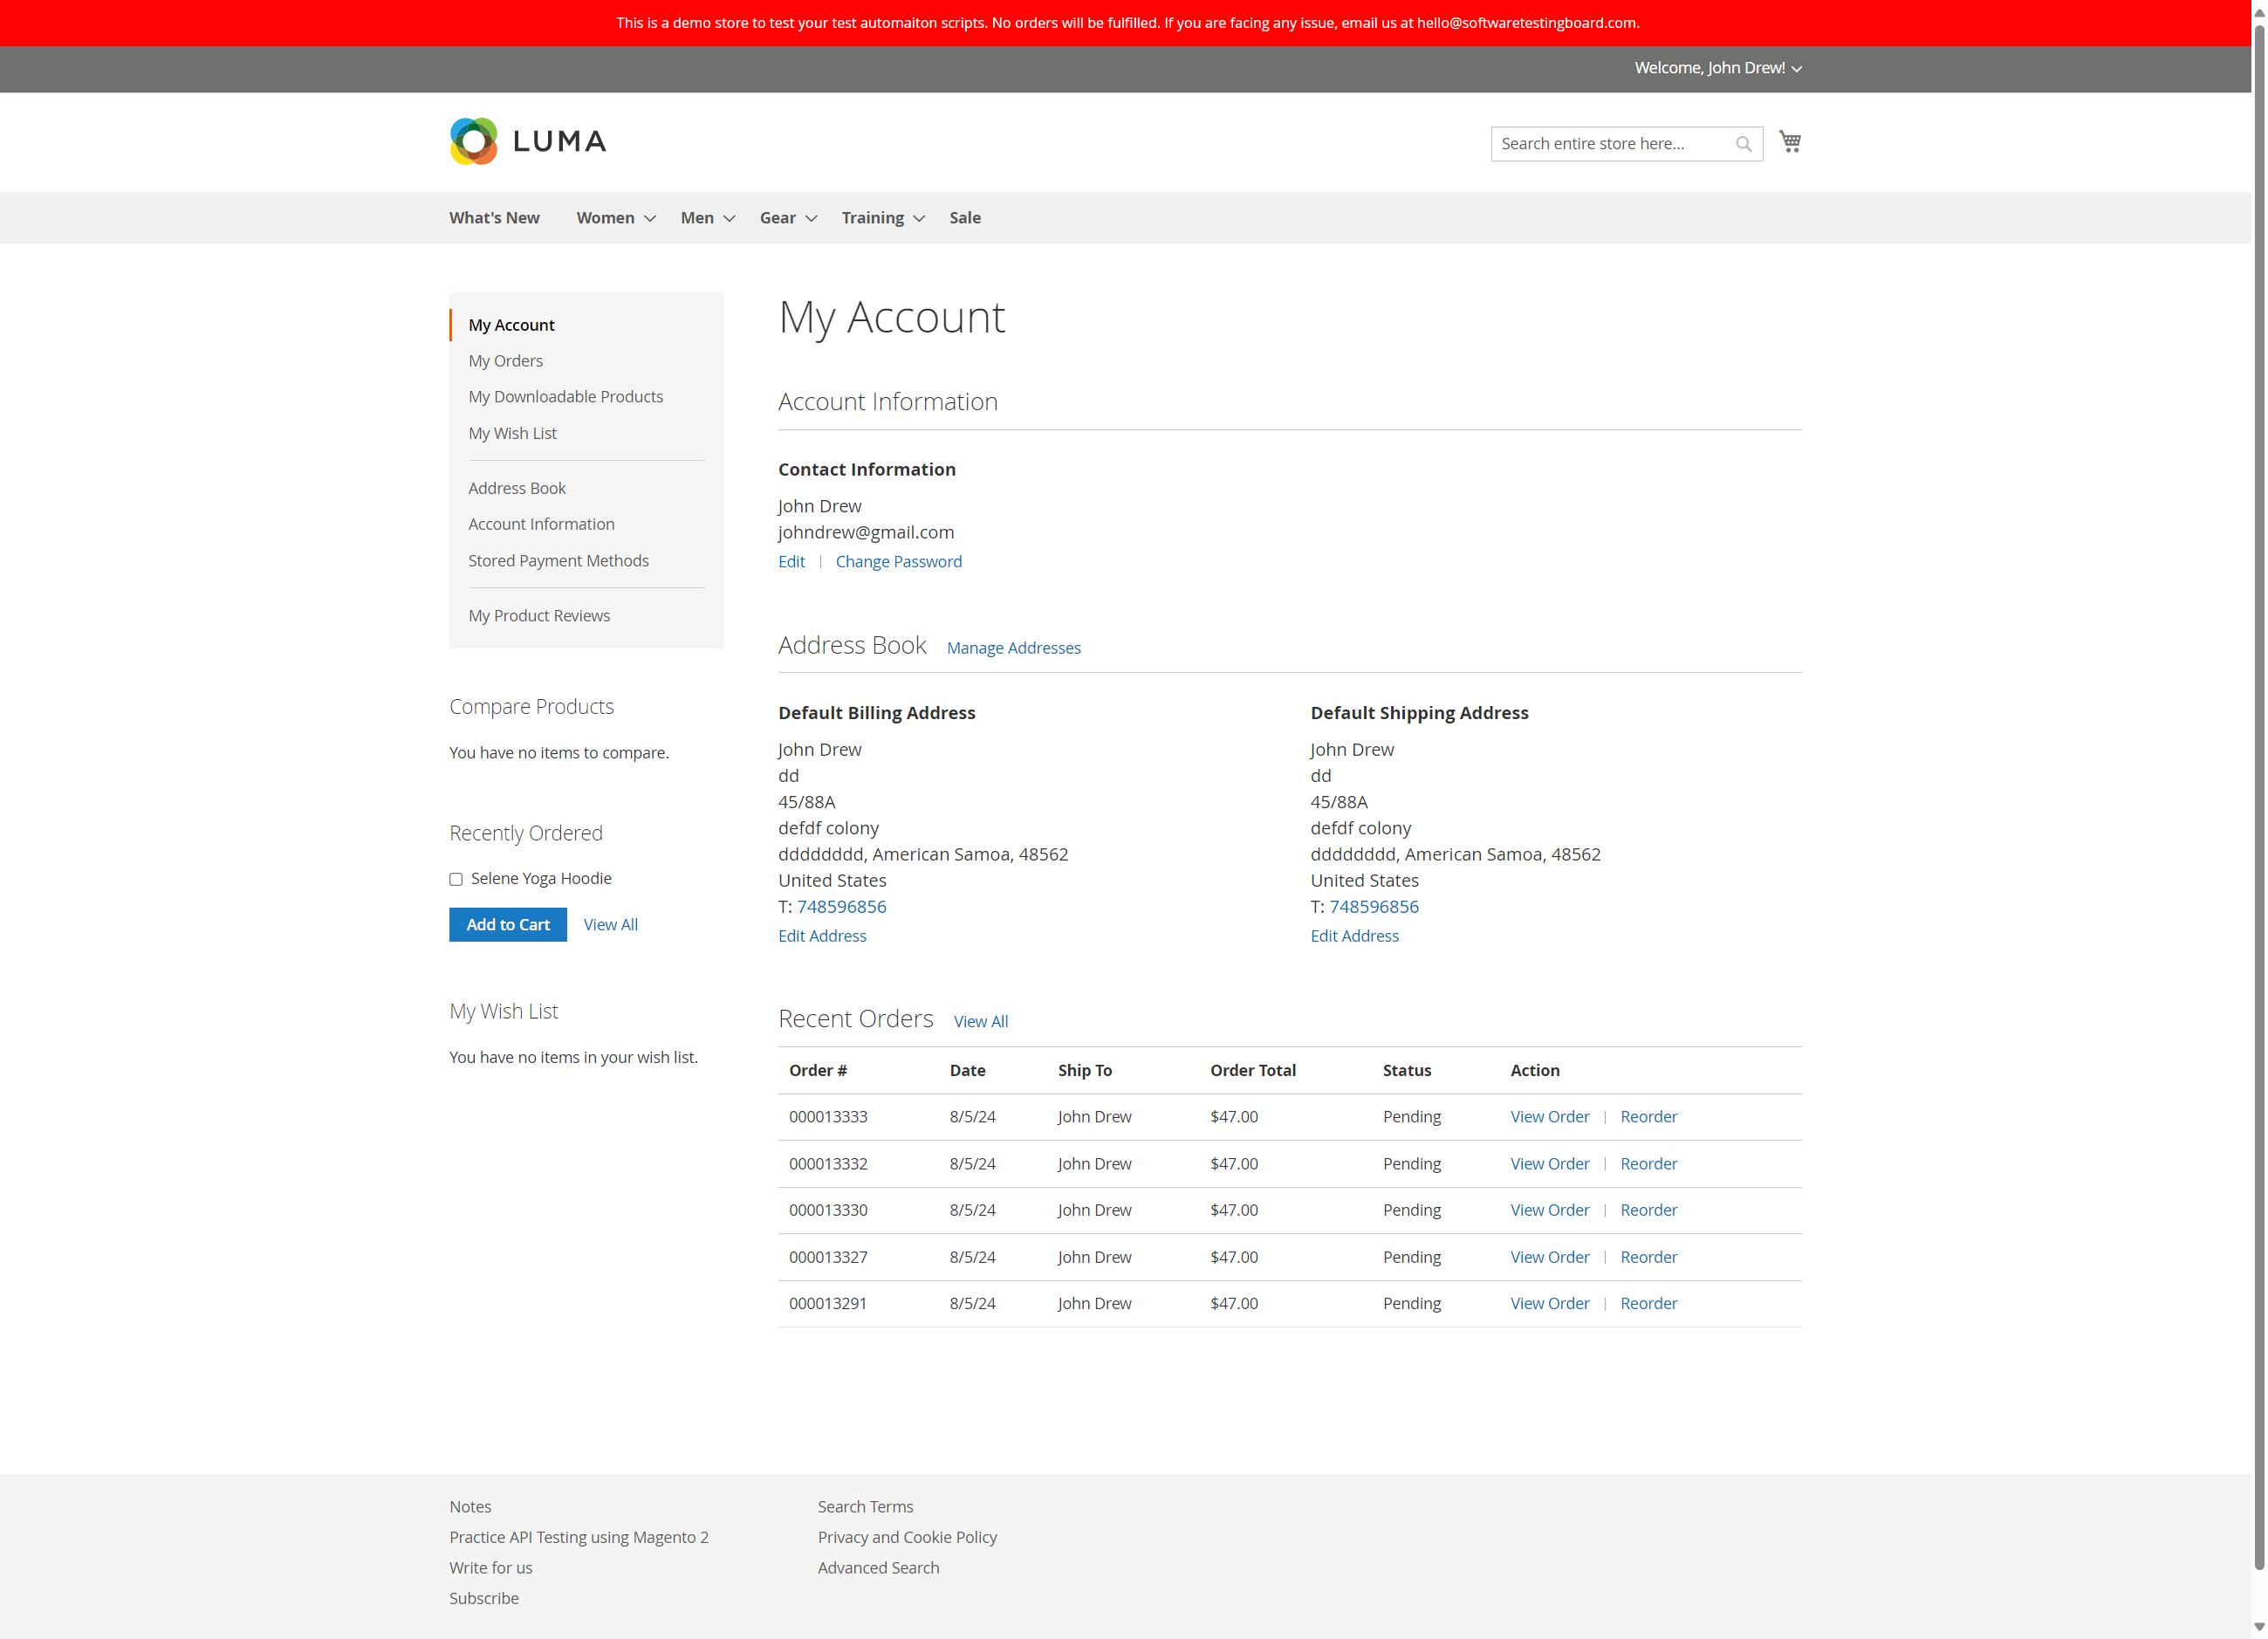 This is a demo store to test your test automaiton scripts. No orders will be fulfilled. If you are facing any issue, email us at hello@softwaretestingboard.com.
Welcome, John Drew!
LUMA
Search entire store here...
What's New Women Men Gear Training Sale
My Account
My Orders
My Downloadable Products
My Wish List
Address Book
Account Information
Stored Payment Methods
My Product Reviews
Compare Products
You have no items to compare.
Recently Ordered
Selene Yoga Hoodie
Add to Cart View All
My Wish List
You have no items in your wish list.
My Account
Account Information
Contact Information
John Drew
johndrew@gmail.com
Edit | Change Password
Address Book Manage Addresses
Default Billing Address
John Drew
dd
45/88A
defdf colony
dddddddd, American Samoa, 48562
United States
T: 748596856
Edit Address
Default Shipping Address
John Drew
dd
45/88A
defdf colony
dddddddd, American Samoa, 48562
United States
T: 748596856
Edit Address
Recent Orders View All
Order # Date Ship To Order Total Status Action
000013333 8/5/24 John Drew $47.00 Pending View Order | Reorder
000013332 8/5/24 John Drew $47.00 Pending View Order | Reorder
000013330 8/5/24 John Drew $47.00 Pending View Order | Reorder
000013327 8/5/24 John Drew $47.00 Pending View Order | Reorder
000013291 8/5/24 John Drew $47.00 Pending View Order | Reorder
Notes
Practice API Testing using Magento 2
Write for us
Subscribe
Search Terms
Privacy and Cookie Policy
Advanced Search